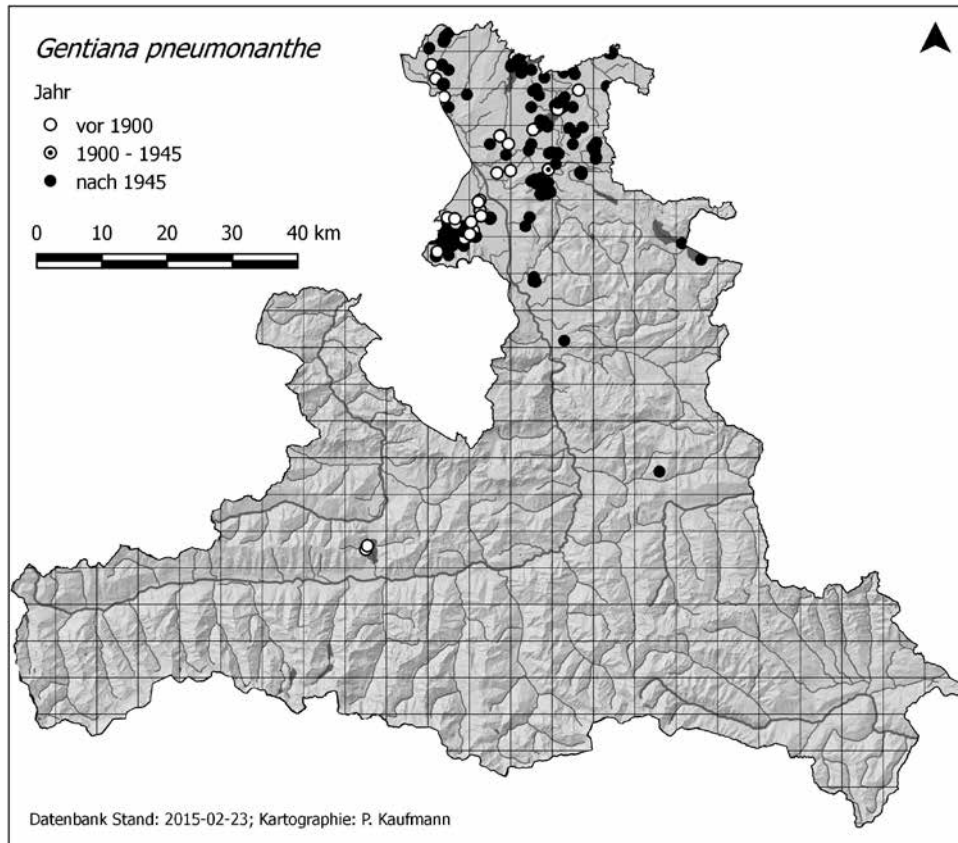 Gentiana pneumonanthe
Jahr
vor 1900
1900 - 1945
nach 1945
0 10 20 30 40 km
Datenbank Stand: 2015-02-23; Kartographie: P. Kaufmann